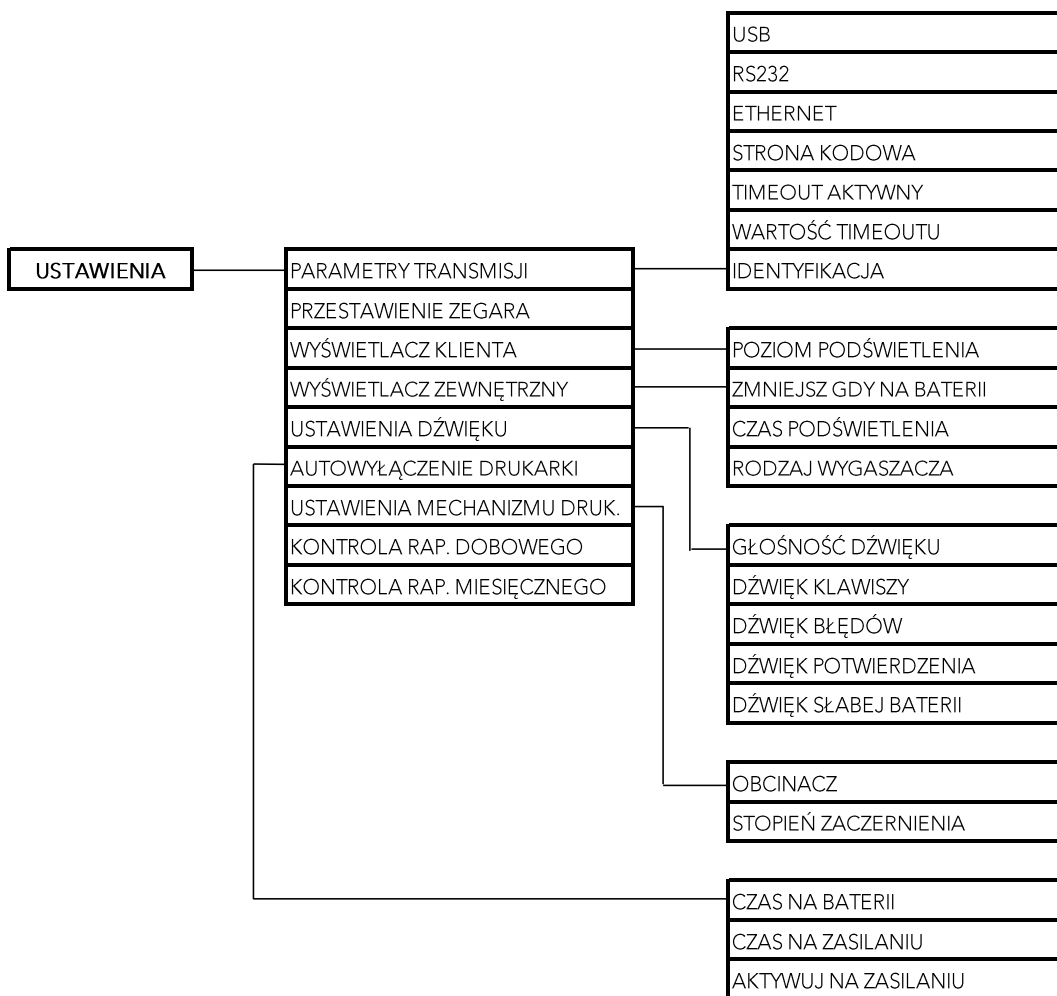 USTAWIENIA
PARAMETRY TRANSMISJI
PRZESTAWIENIE ZEGARA
WYŚWIETLACZ KLIENTA
WYŚWIETLACZ ZEWNĘTRZNY
USTAWIENIA DŹWIĘKU
AUTOWYŁĄCZENIE DRUKARKI
USTAWIENIA MECHANIZMU DRUK.
KONTROLA RAP. DOBOWEGO
KONTROLA RAP. MIESIĘCZNEGO
USB
RS232
ETHERNET
STRONA KODOWA
TIMEOUT AKTYWNY
WARTOŚĆ TIMEOUTU
IDENTYFIKACJA
POZIOM PODŚWIETLENIA
ZMNIEJSZ GDY NA BATERII
CZAS PODŚWIETLENIA
RODZAJ WYGASZACZA
GŁOŚNOŚĆ DŹWIĘKU
DŹWIĘK KLAWISZY
DŹWIĘK BŁĘDÓW
DŹWIĘK POTWIERDZENIA
DŹWIĘK SŁABEJ BATERII
OBCINACZ
STOPIEŃ ZACZERNIENIA
CZAS NA BATERII
CZAS NA ZASILANIU
AKTYWUJ NA ZASILANIU